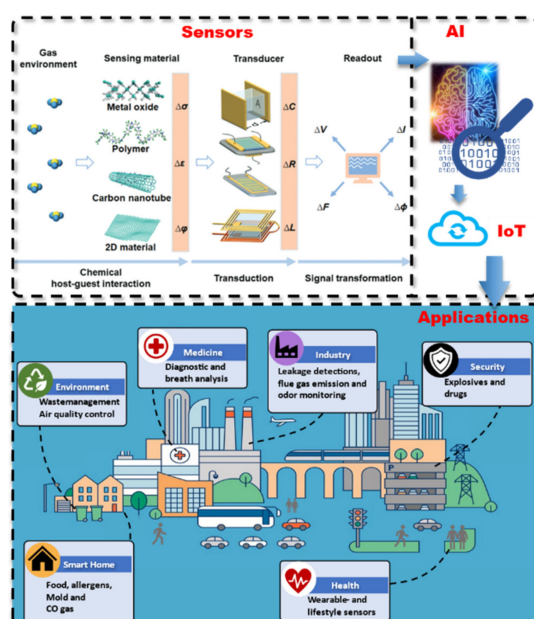 Sensors
AI
Gas
environment
Sensing material
Transducer
Readout
Metal oxide
Polymer
Carbon nanotube
2D material
Δσ
Δε
Δφ
A
ΔC
ΔR
ΔL
ΔV
ΔI
ΔF
Δϕ
IoT
Chemical
host-guest interaction
Transduction
Signal transformation
Applications
Environment
Wastemanagement
Air quality control
Medicine
Diagnostic and
breath analysis
Industry
Leakage detections,
flue gas emission and
odor monitoring
Security
Explosives and
drugs
P
Smart Home
Food, allergens,
Mold and
CO gas
Health
Wearable- and
lifestyle sensors